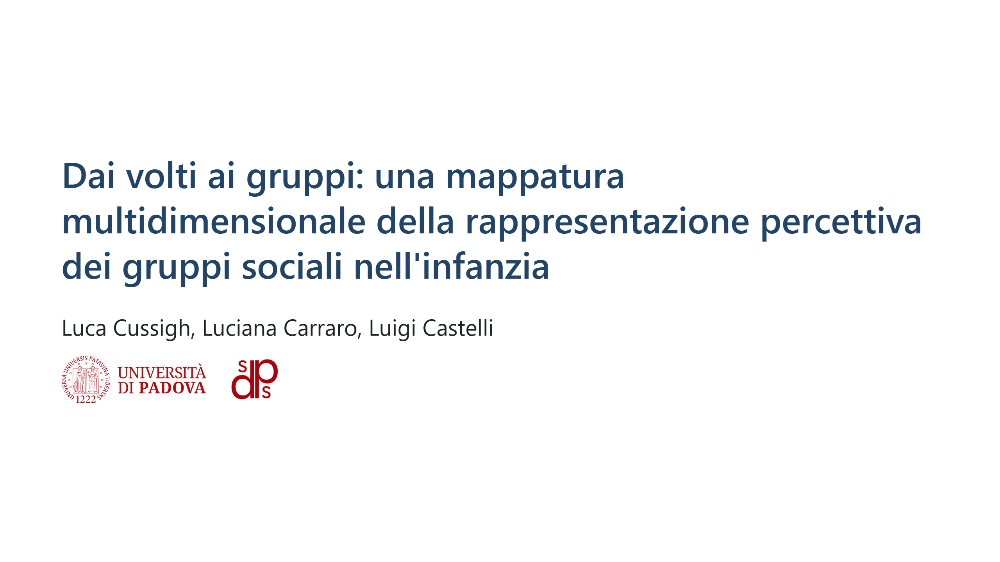 Dai volti ai gruppi: una mappatura
multidimensionale della rappresentazione percettiva
dei gruppi sociali nell'infanzia
Luca Cussigh, Luciana Carraro, Luigi Castelli
UNIVERSA UNIVERSIS PATAVINA LIBERTAS
1222
UNIVERSITÀ
DI PADOVA
s dp s